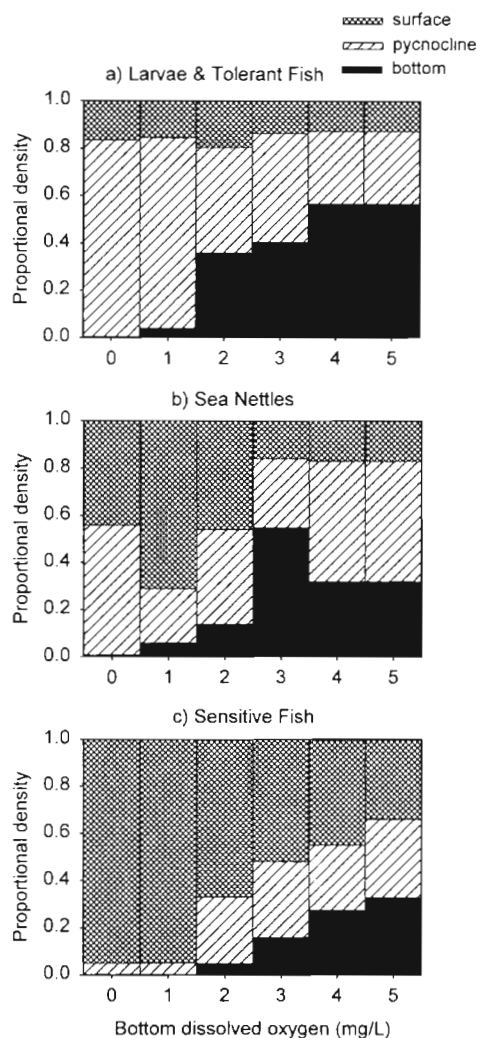 surface
pycnocline
bottom
a) Larvae & Tolerant Fish
1.0
0.8
0.6
0.4
0.2
0.0
Proportional density
0 1 2 3 4 5
b) Sea Nettles
1.0
0.8
0.6
0.4
0.2
0.0
Proportional density
0 1 2 3 4 5
c) Sensitive Fish
1.0
0.8
0.6
0.4
0.2
0.0
Proportional density
0 1 2 3 4 5
Bottom dissolved oxygen (mg/L)